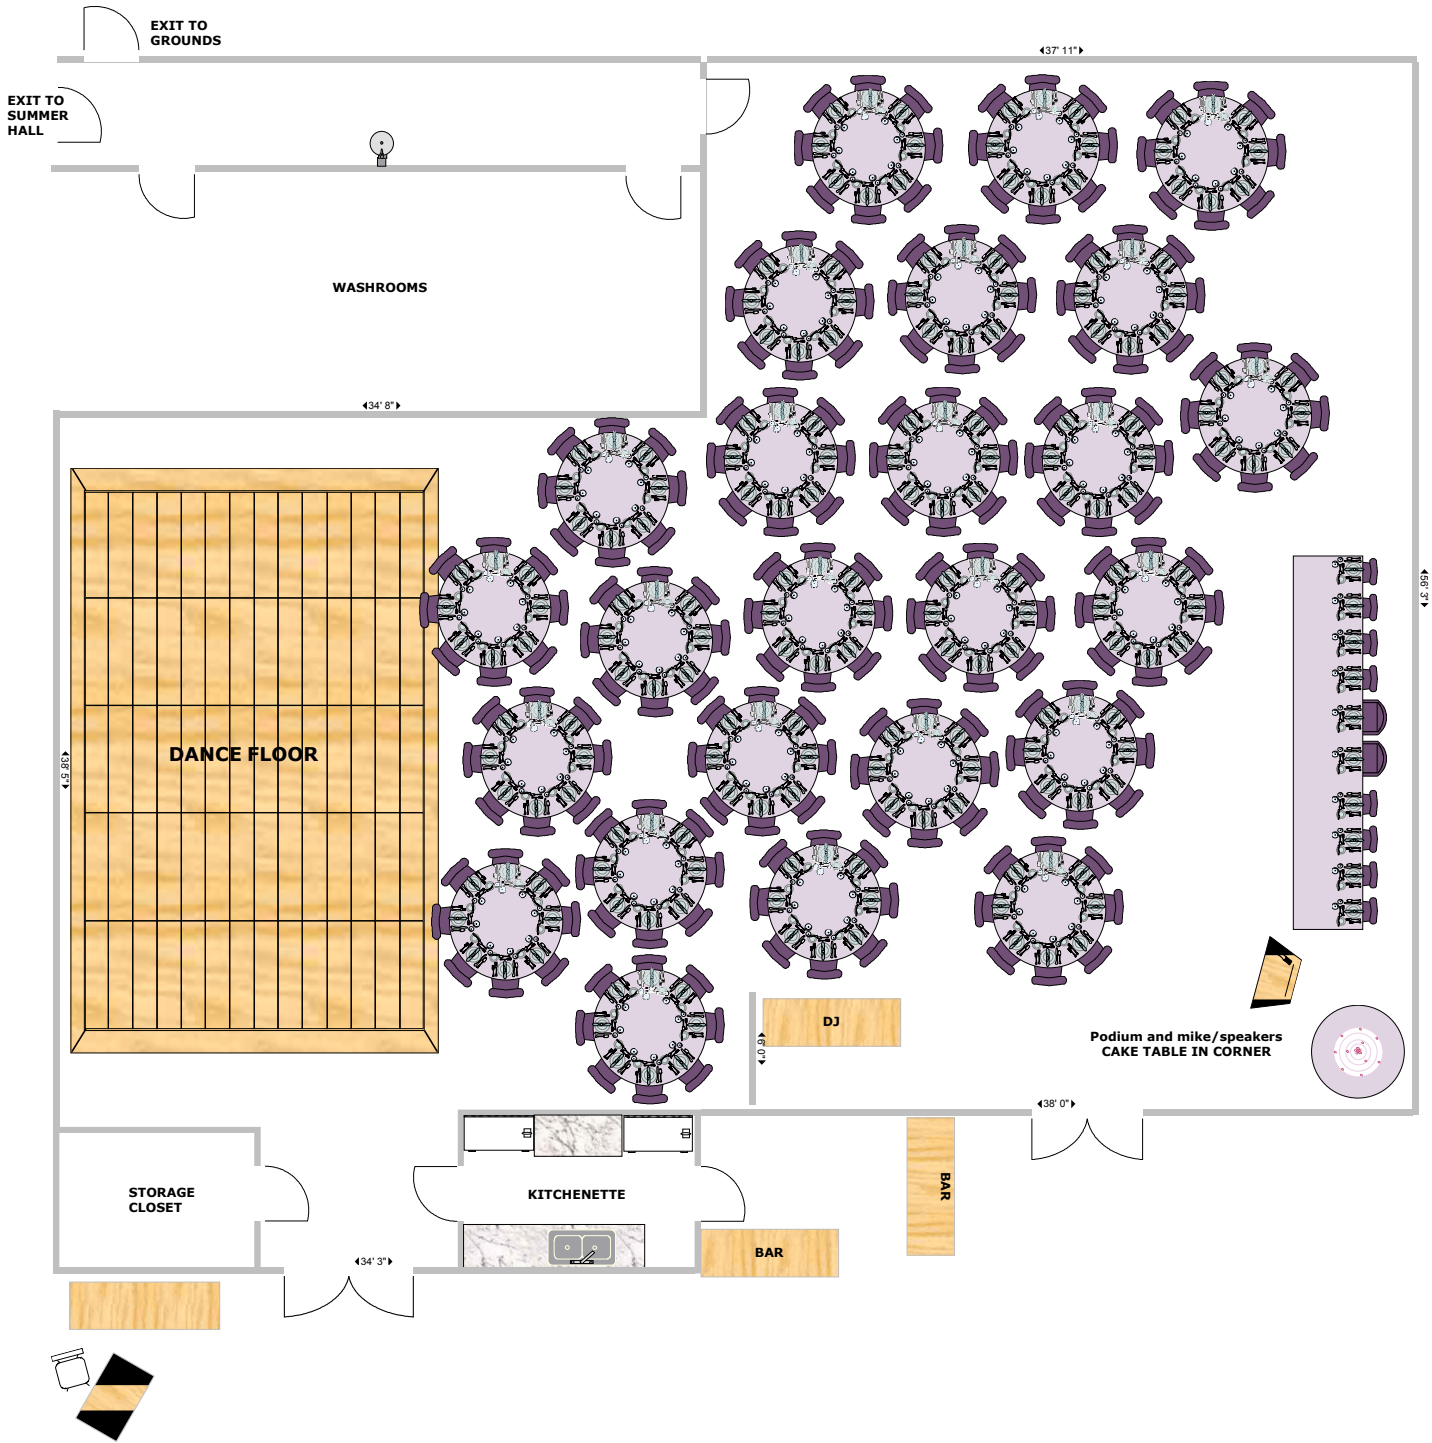 EXIT TO
GROUNDS
37' 11"
EXIT TO
SUMMER
HALL
WASHROOMS
34' 8"
56' 3"
DANCE FLOOR
38' 5"
DJ
6' 0"
Podium and mike/speakers
CAKE TABLE IN CORNER
38' 0"
STORAGE
CLOSET
KITCHENETTE
BAR
BAR
34' 3"